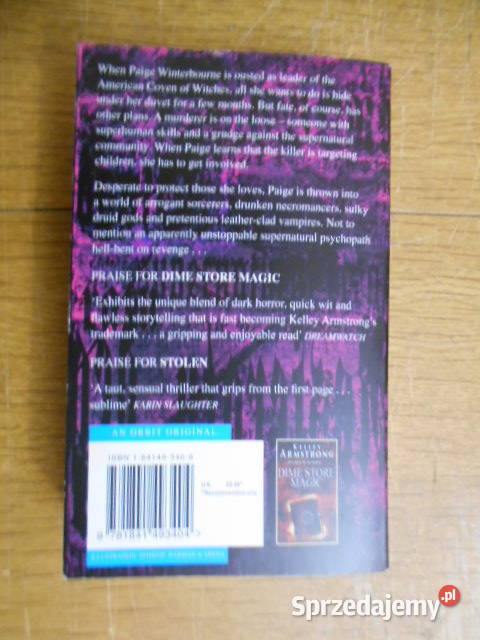 When Paige Winterbourne is ousted as leader of the
American Coven of Witches, all she wants to do is hide
under her duvet for a few months. But fate, of course, has
other plans. A murderer is on the loose – someone with
superhuman skills and a grudge against the supernatural
community. When Paige learns that the killer is targeting
children, she has to get involved.
Desperate to protect those she loves, Paige is thrown into
a world of arrogant sorcerers, drunken necromancers, sulky
druid gods and pretentious leather-clad vampires. Not to
mention an apparently unstoppable supernatural psychopath
hell-bent on revenge . . .
PRAISE FOR DIME STORE MAGIC
‘Exhibits the unique blend of dark horror, quick wit and
flawless storytelling that is fast becoming Kelley Armstrong’s
trademark . . . a gripping and enjoyable read’ DREAMWATCH
PRAISE FOR STOLEN
‘A taut, sensual thriller that grips from the first page . . .
sublime’ KARIN SLAUGHTER
AN ORBIT ORIGINAL
ISBN 1-84149-340-8
9 781841 493404 >
KELLEY
ARMSTRONG
DIME STORE
MAGIC
Sprzedajemy.pl